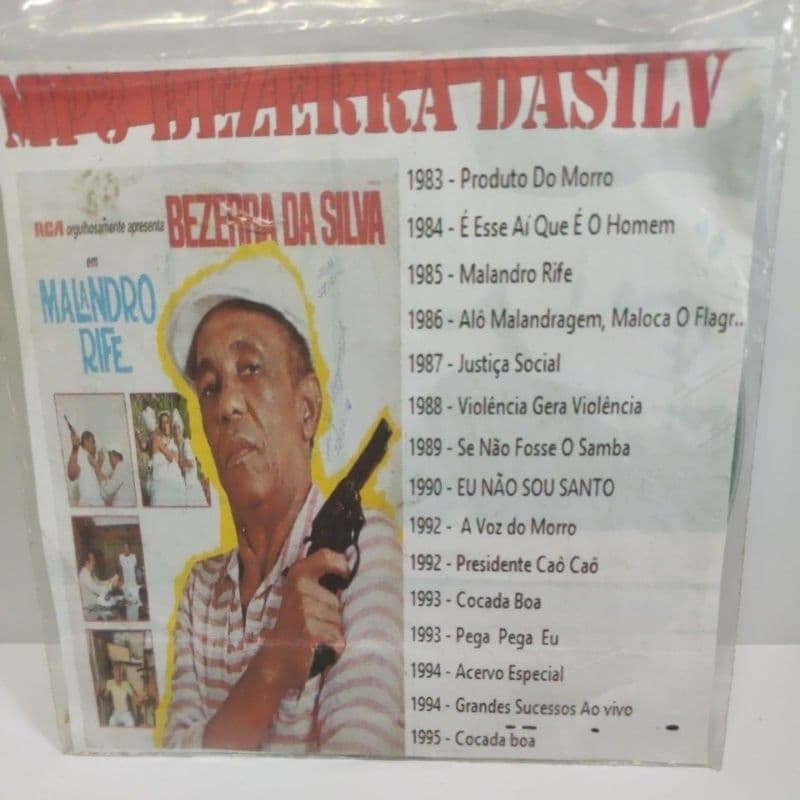 MP3 BEZERRA DASILV
RCA orgulhosamente apresenta
BEZERRA DA SILVA
em
MALANDRO
RIFE
1983 - Produto Do Morro
1984 - É Esse Aí Que É O Homem
1985 - Malandro Rife
1986 - Alô Malandragem, Maloca O Flagr..
1987 - Justiça Social
1988 - Violência Gera Violência
1989 - Se Não Fosse O Samba
1990 - EU NÃO SOU SANTO
1992 - A Voz do Morro
1992 - Presidente Caô Caô
1993 - Cocada Boa
1993 - Pega Pega Eu
1994 - Acervo Especial
1994 - Grandes Sucessos Ao vivo
1995 - Cocada boa